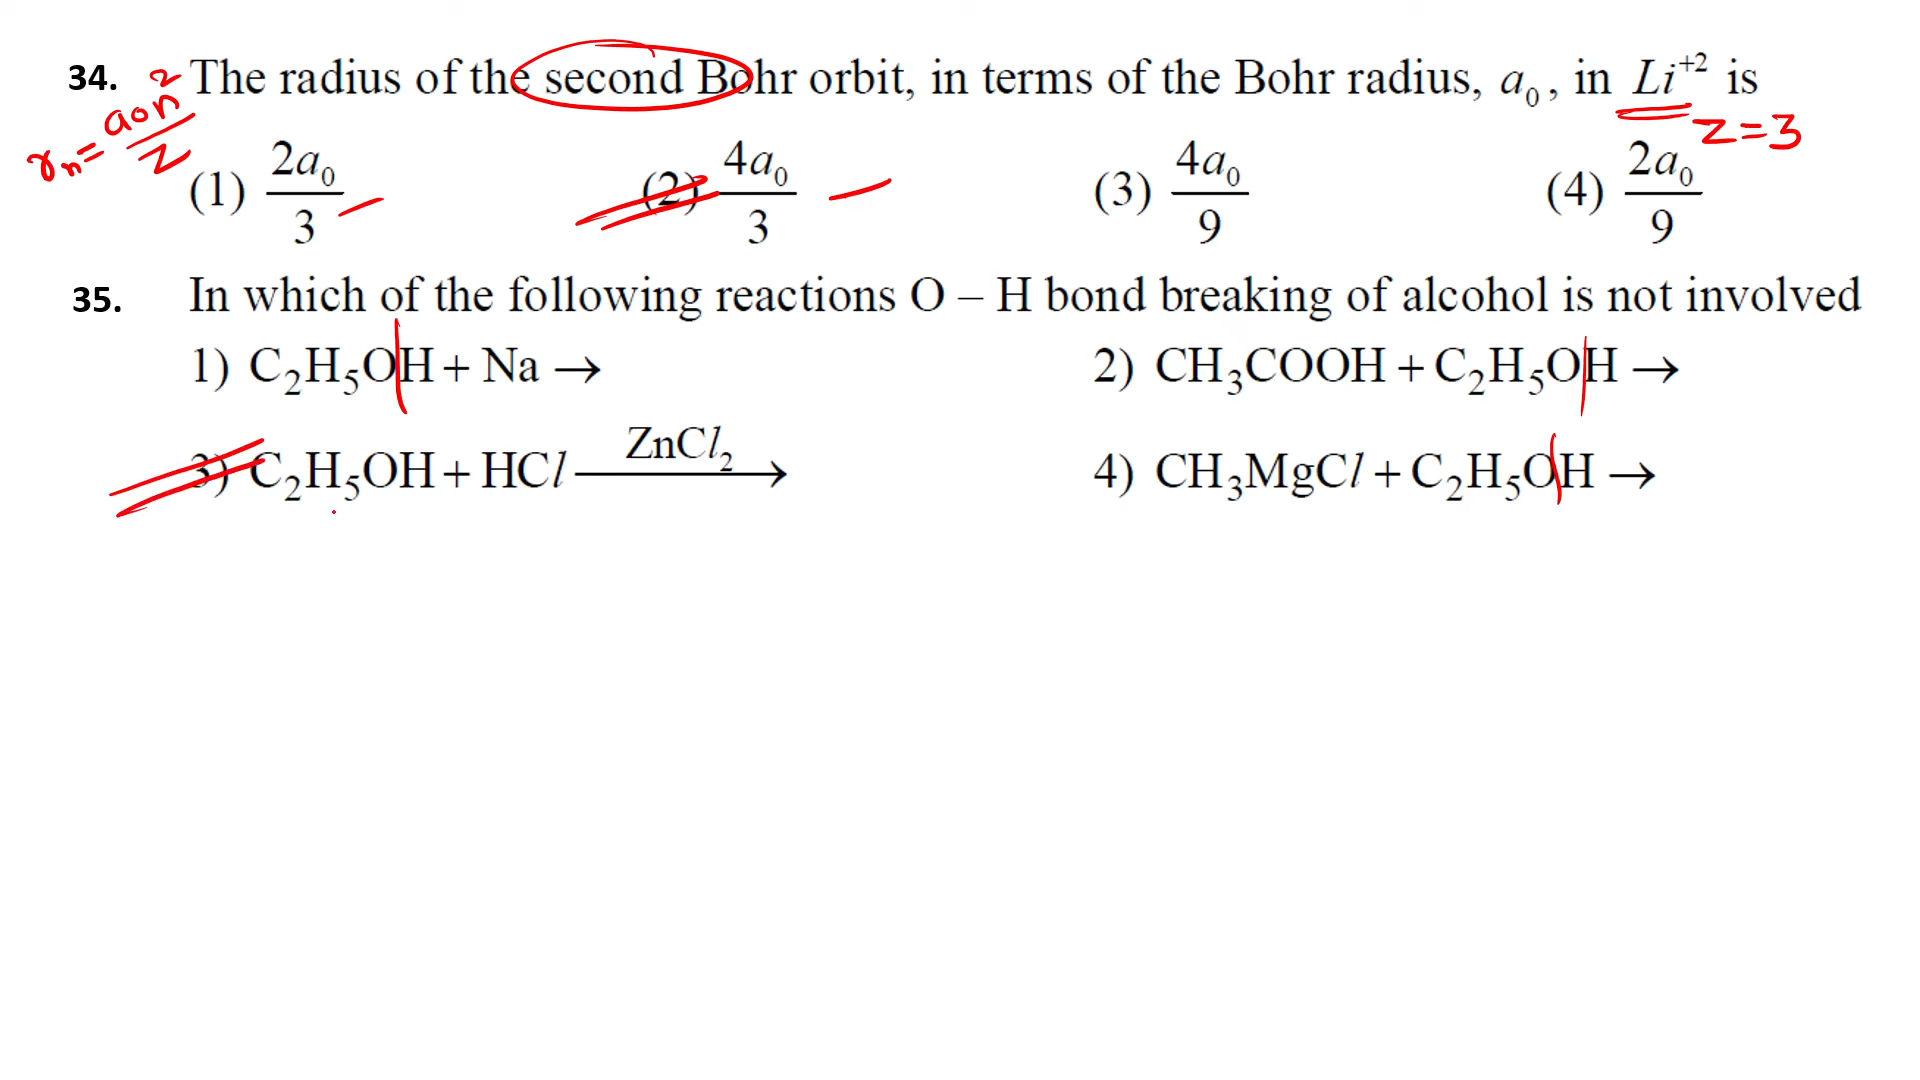 34. The radius of the second Bohr orbit, in terms of the Bohr radius, a₀, in Li⁺² is
rₙ = a₀n²/Z
Z=3
(1) 2a₀/3 (2) 4a₀/3 (3) 4a₀/9 (4) 2a₀/9
35. In which of the following reactions O – H bond breaking of alcohol is not involved
1) C₂H₅OH + Na → 2) CH₃COOH + C₂H₅OH →
3) C₂H₅OH + HCl —ZnCl₂→ 4) CH₃MgCl + C₂H₅OH →